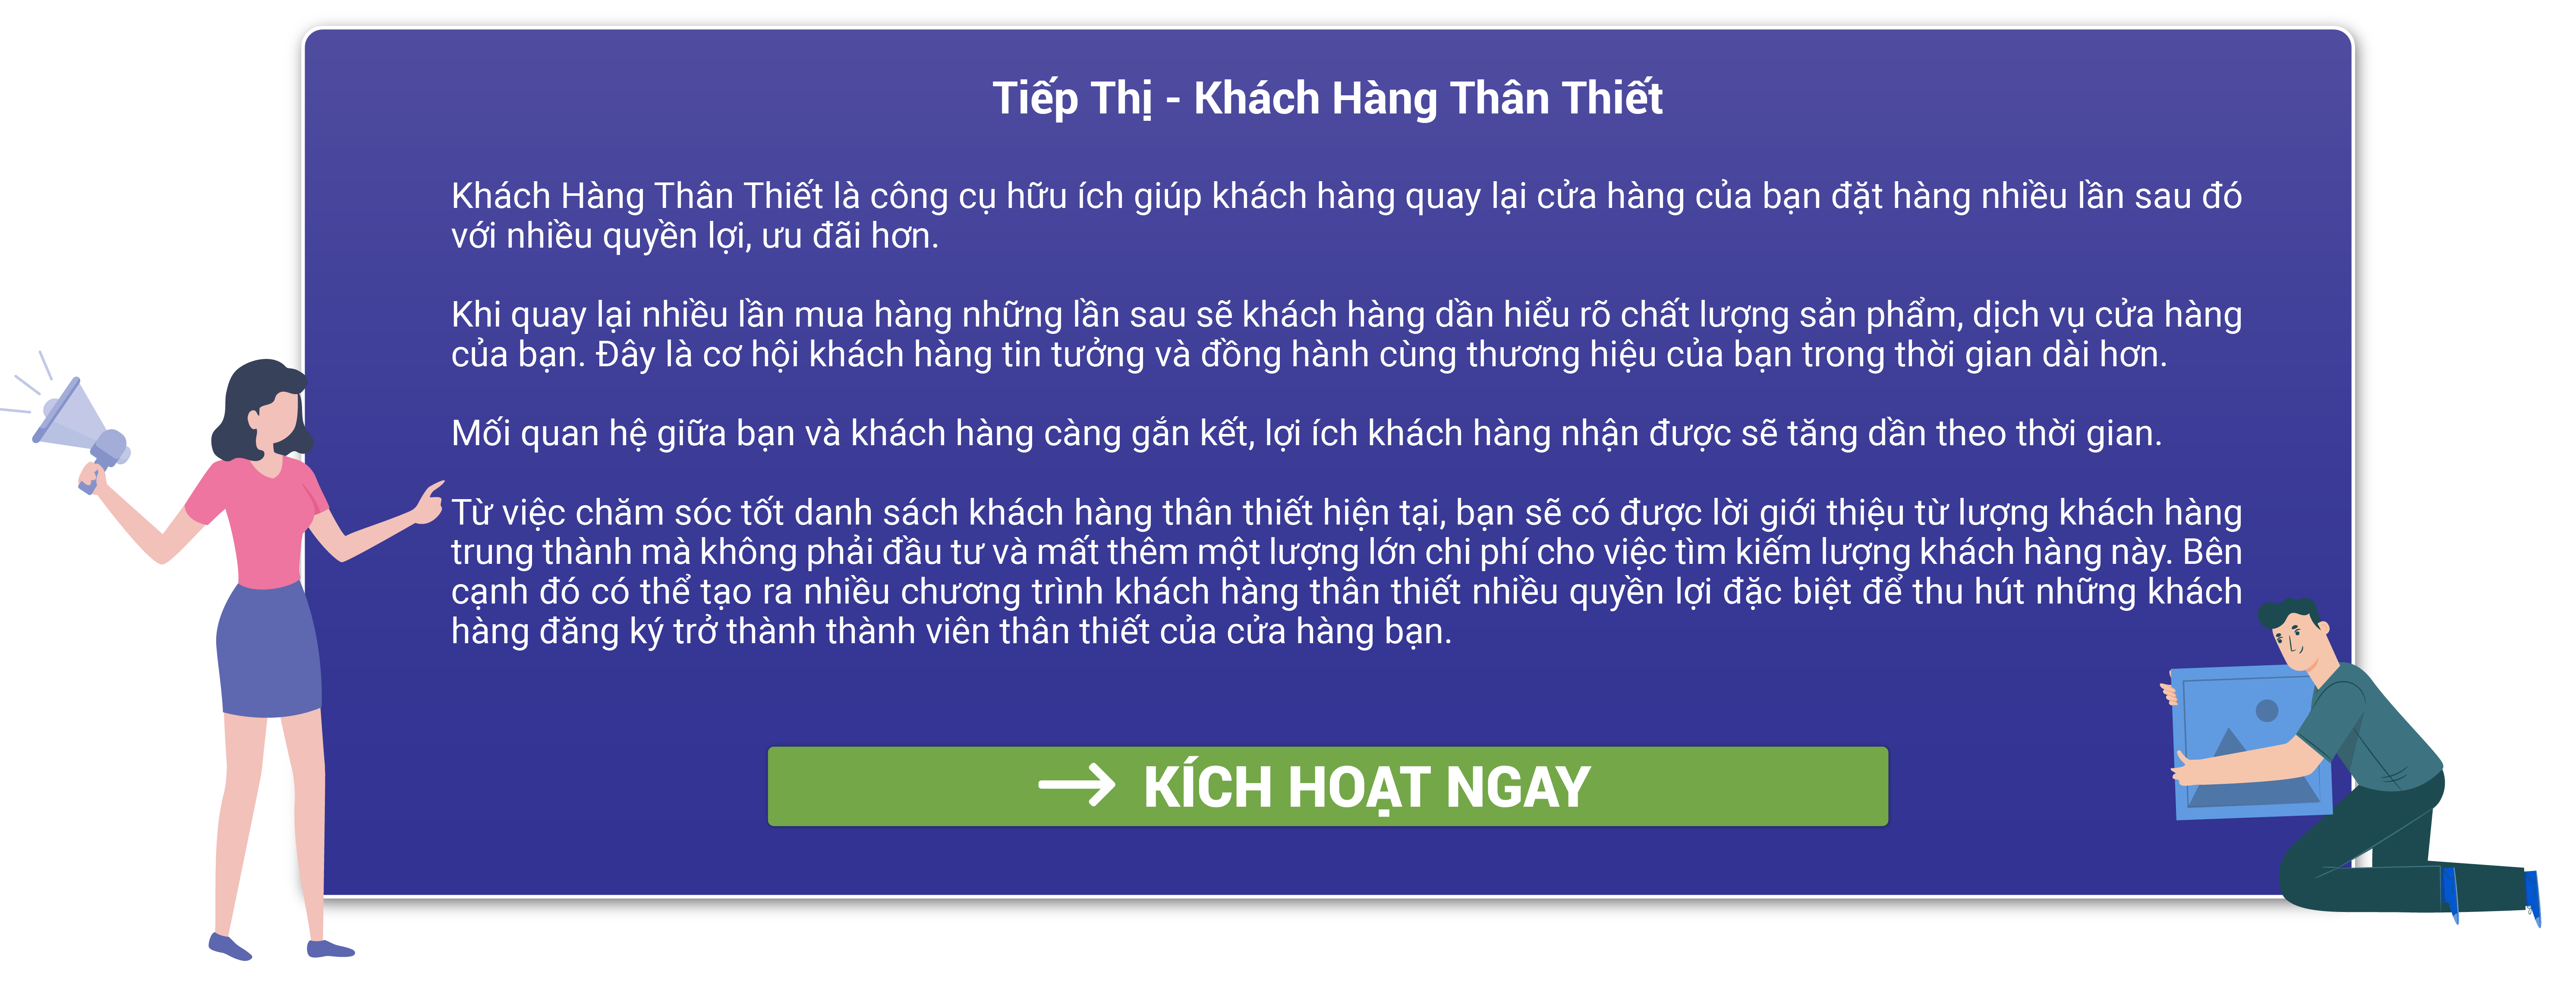 Tiếp Thị - Khách Hàng Thân Thiết
Khách Hàng Thân Thiết là công cụ hữu ích giúp khách hàng quay lại cửa hàng của bạn đặt hàng nhiều lần sau đó
với nhiều quyền lợi, ưu đãi hơn.
Khi quay lại nhiều lần mua hàng những lần sau sẽ khách hàng dần hiểu rõ chất lượng sản phẩm, dịch vụ cửa hàng
của bạn. Đây là cơ hội khách hàng tin tưởng và đồng hành cùng thương hiệu của bạn trong thời gian dài hơn.
Mối quan hệ giữa bạn và khách hàng càng gắn kết, lợi ích khách hàng nhận được sẽ tăng dần theo thời gian.
Từ việc chăm sóc tốt danh sách khách hàng thân thiết hiện tại, bạn sẽ có được lời giới thiệu từ lượng khách hàng
trung thành mà không phải đầu tư và mất thêm một lượng lớn chi phí cho việc tìm kiếm lượng khách hàng này. Bên
cạnh đó có thể tạo ra nhiều chương trình khách hàng thân thiết nhiều quyền lợi đặc biệt để thu hút những khách
hàng đăng ký trở thành thành viên thân thiết của cửa hàng bạn.
→ KÍCH HOẠT NGAY